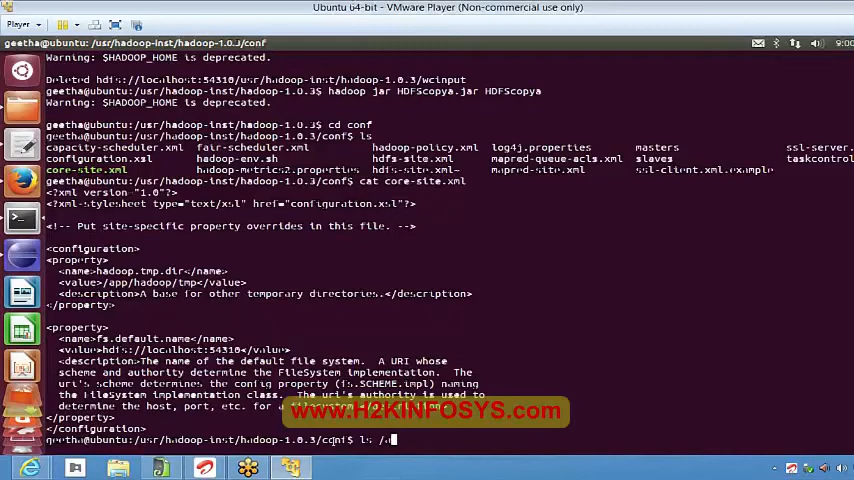 Ubuntu 64-bit - VMware Player (Non-commercial use only)
Player
geetha@ubuntu: /usr/hadoop-inst/hadoop-1.0.3/conf
9:00
Warning: $HADOOP_HOME is deprecated.
Deleted hdfs://localhost:54310/usr/hadoop-inst/hadoop-1.0.3/wcinput
geetha@ubuntu:/usr/hadoop-inst/hadoop-1.0.3$ hadoop jar HDFScopya.jar HDFScopya
Warning: $HADOOP_HOME is deprecated.
geetha@ubuntu:/usr/hadoop-inst/hadoop-1.0.3$ cd conf
geetha@ubuntu:/usr/hadoop-inst/hadoop-1.0.3/conf$ ls
capacity-scheduler.xml fair-scheduler.xml hadoop-policy.xml log4j.properties masters ssl-server.
configuration.xsl hadoop-env.sh hdfs-site.xml mapred-queue-acls.xml slaves taskcontrol
core-site.xml hadoop-metrics2.properties hdfs-site.xml~ mapred-site.xml ssl-client.xml.example
geetha@ubuntu:/usr/hadoop-inst/hadoop-1.0.3/conf$ cat core-site.xml
<?xml version="1.0"?>
<?xml-stylesheet type="text/xsl" href="configuration.xsl"?>
<!-- Put site-specific property overrides in this file. -->
<configuration>
<property>
<name>hadoop.tmp.dir</name>
<value>/app/hadoop/tmp</value>
<description>A base for other temporary directories.</description>
</property>
<property>
<name>fs.default.name</name>
<value>hdfs://localhost:54310</value>
<description>The name of the default file system. A URI whose
scheme and authority determine the FileSystem implementation. The
uri's scheme determines the config property (fs.SCHEME.impl) naming
the FileSystem implementation class. The uri's authority is used to
determine the host, port, etc. for a
www.H2KINFOSYS.com
</property>
</configuration>
geetha@ubuntu:/usr/hadoop-inst/hadoop-1.0.3/conf$ ls /a